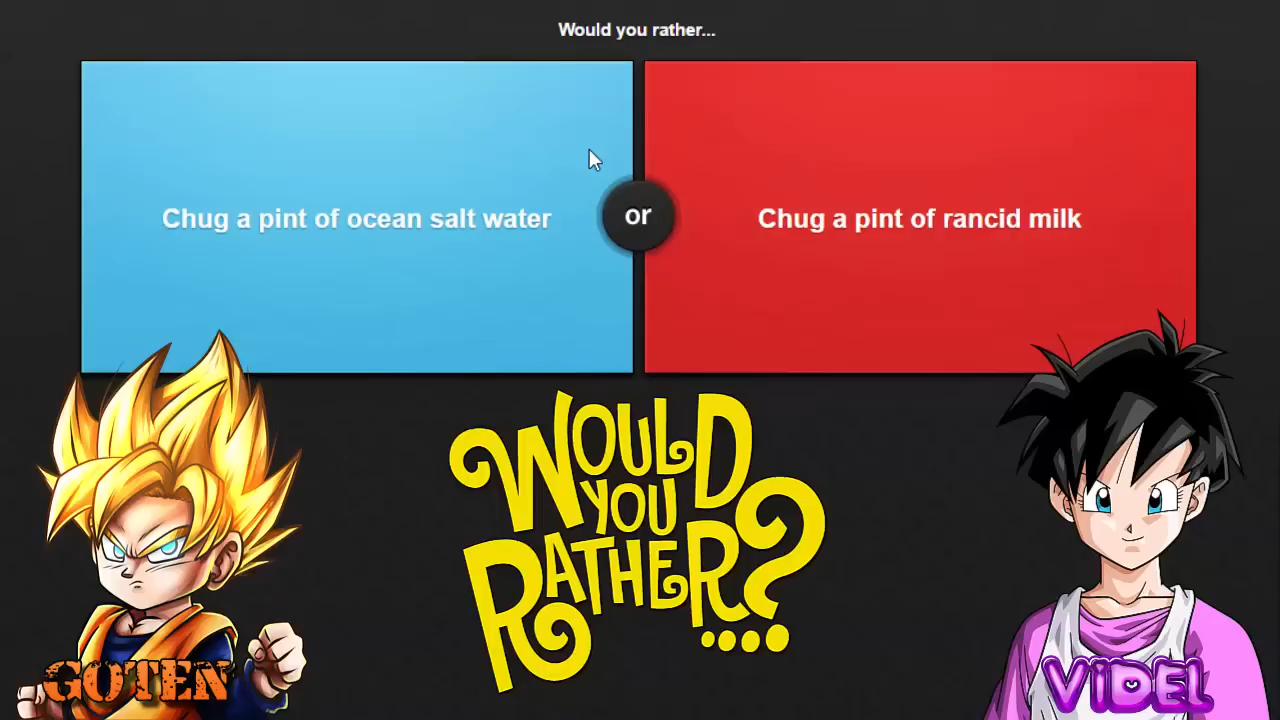 Would you rather...
Chug a pint of ocean salt water
or
Chug a pint of rancid milk
WOULD
YOU
RATHER?...
GOTEN
ViDEL